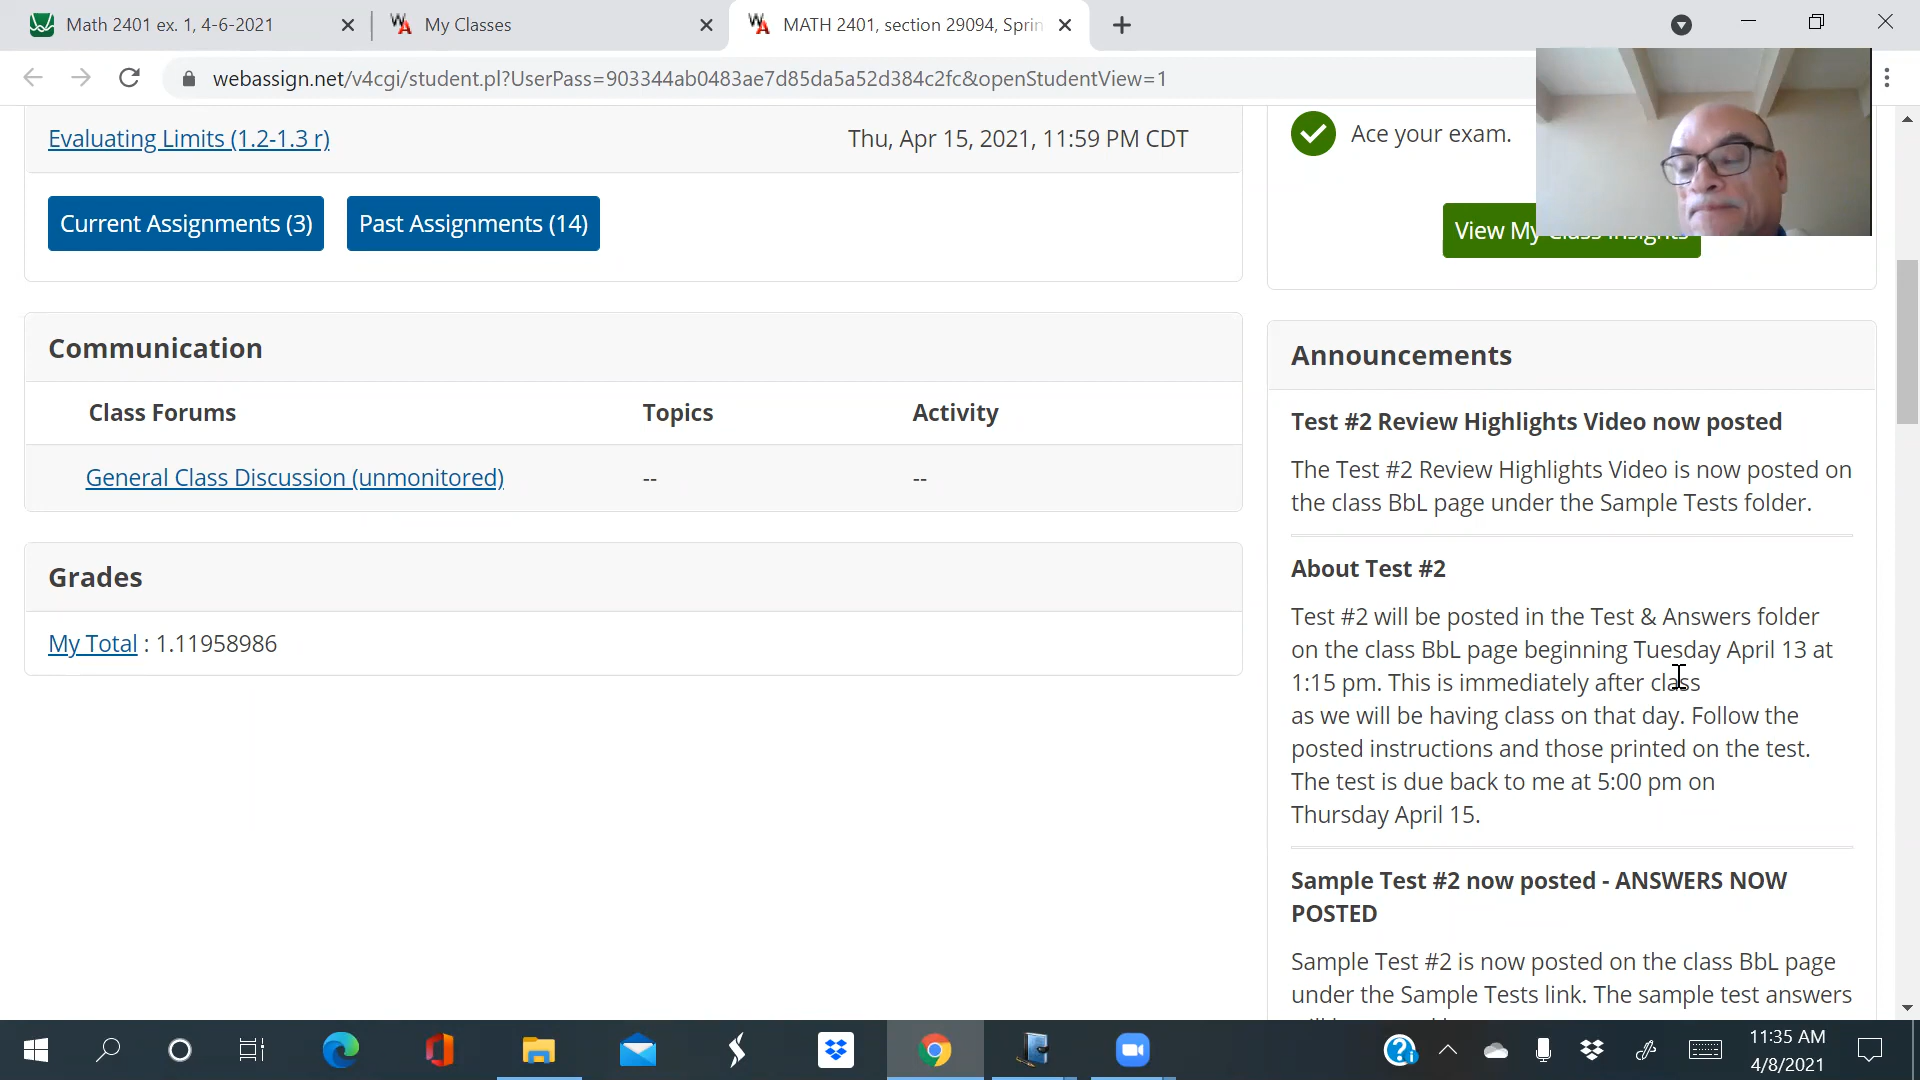 Math 2401 ex. 1, 4-6-2021
My Classes
MATH 2401, section 29094, Sprin
webassign.net/v4cgi/student.pl?UserPass=903344ab0483ae7d85da5a52d384c2fc&openStudentView=1
Evaluating Limits (1.2-1.3 r)
Thu, Apr 15, 2021, 11:59 PM CDT
Current Assignments (3)
Past Assignments (14)
Ace your exam.
View My Class Insights
Communication
Class Forums
Topics
Activity
General Class Discussion (unmonitored)
--
--
Grades
My Total : 1.11958986
Announcements
Test #2 Review Highlights Video now posted
The Test #2 Review Highlights Video is now posted on
the class BbL page under the Sample Tests folder.
About Test #2
Test #2 will be posted in the Test & Answers folder
on the class BbL page beginning Tuesday April 13 at
1:15 pm. This is immediately after class
as we will be having class on that day. Follow the
posted instructions and those printed on the test.
The test is due back to me at 5:00 pm on
Thursday April 15.
Sample Test #2 now posted - ANSWERS NOW
POSTED
Sample Test #2 is now posted on the class BbL page
under the Sample Tests link. The sample test answers
11:35 AM
4/8/2021